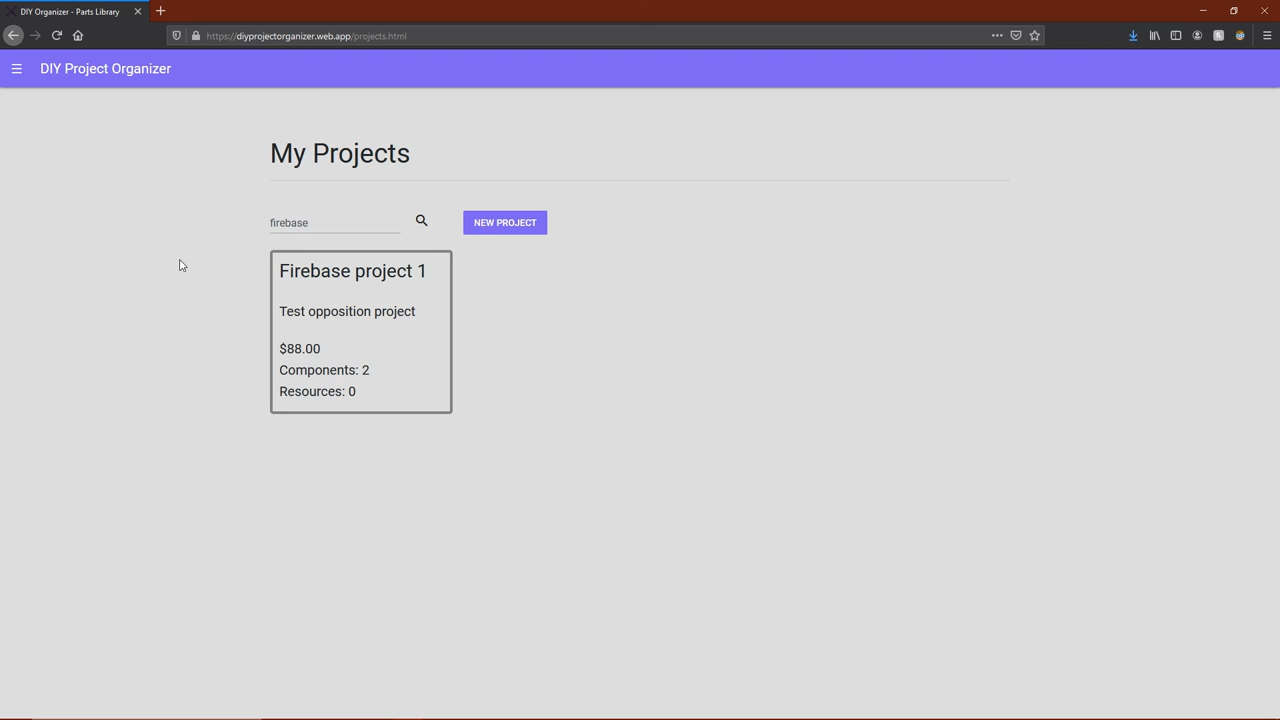 DIY Organizer - Parts Library
https://diyprojectorganizer.web.app/projects.html
DIY Project Organizer
My Projects
firebase
NEW PROJECT
Firebase project 1
Test opposition project
$88.00
Components: 2
Resources: 0